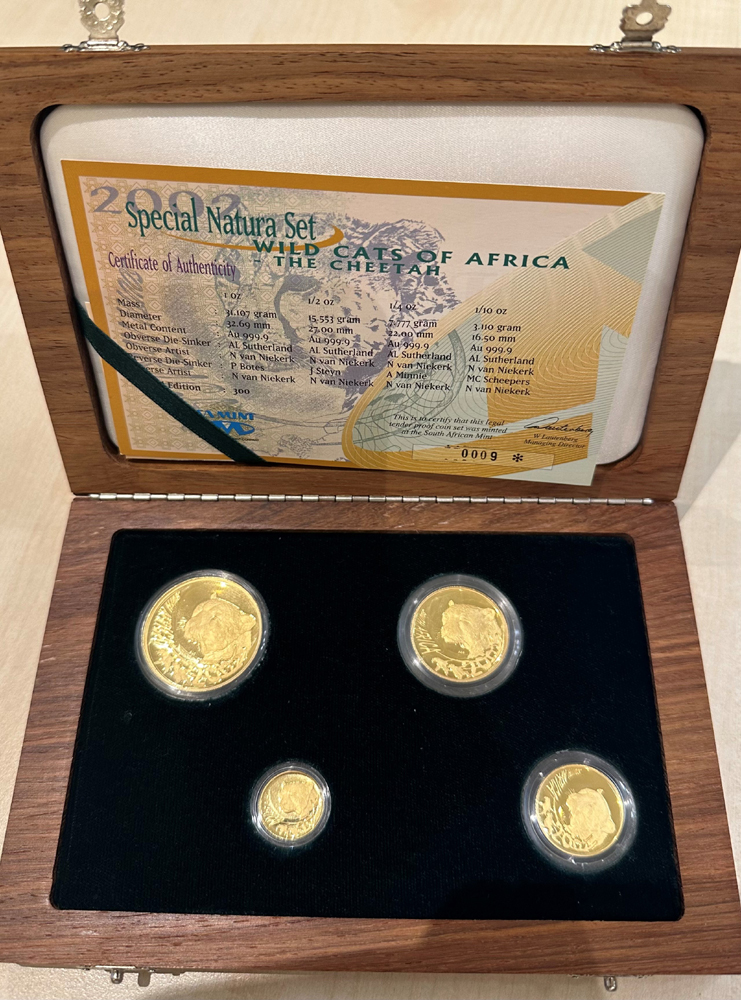 2002
Special Natura Set
WILD CATS OF AFRICA
- THE CHEETAH
Certificate of Authenticity
1 oz 1/2 oz 1/4 oz 1/10 oz
Mass : 31.107 gram 15.553 gram 7.777 gram 3.110 gram
Diameter : 32.69 mm 27.00 mm 22.00 mm 16.50 mm
Metal Content : Au 999.9 Au 999.9 Au 999.9 Au 999.9
Obverse Die-Sinker : AL Sutherland AL Sutherland AL Sutherland AL Sutherland
Obverse Artist : N van Niekerk N van Niekerk N van Niekerk N van Niekerk
Reverse Die-Sinker : P Botes J Steyn A Minnie MC Scheepers
Artist : N van Niekerk N van Niekerk N van Niekerk N van Niekerk
Edition : 300
This is to certify that this legal
tender proof coin set was minted
at the South African Mint
W Lautenberg
Managing Director
0009 *